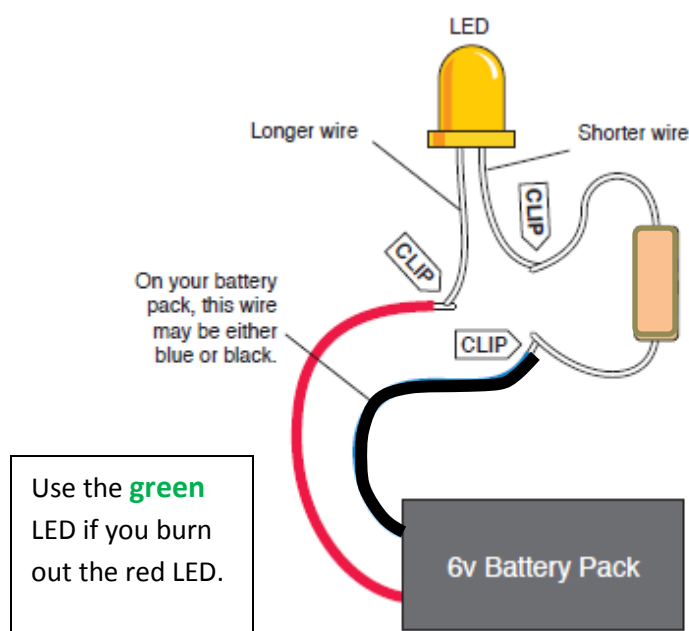 LED
Longer wire
Shorter wire
CLIP
CLIP
On your battery
pack, this wire
may be either
blue or black.
CLIP
Use the green
LED if you burn
out the red LED.
6v Battery Pack